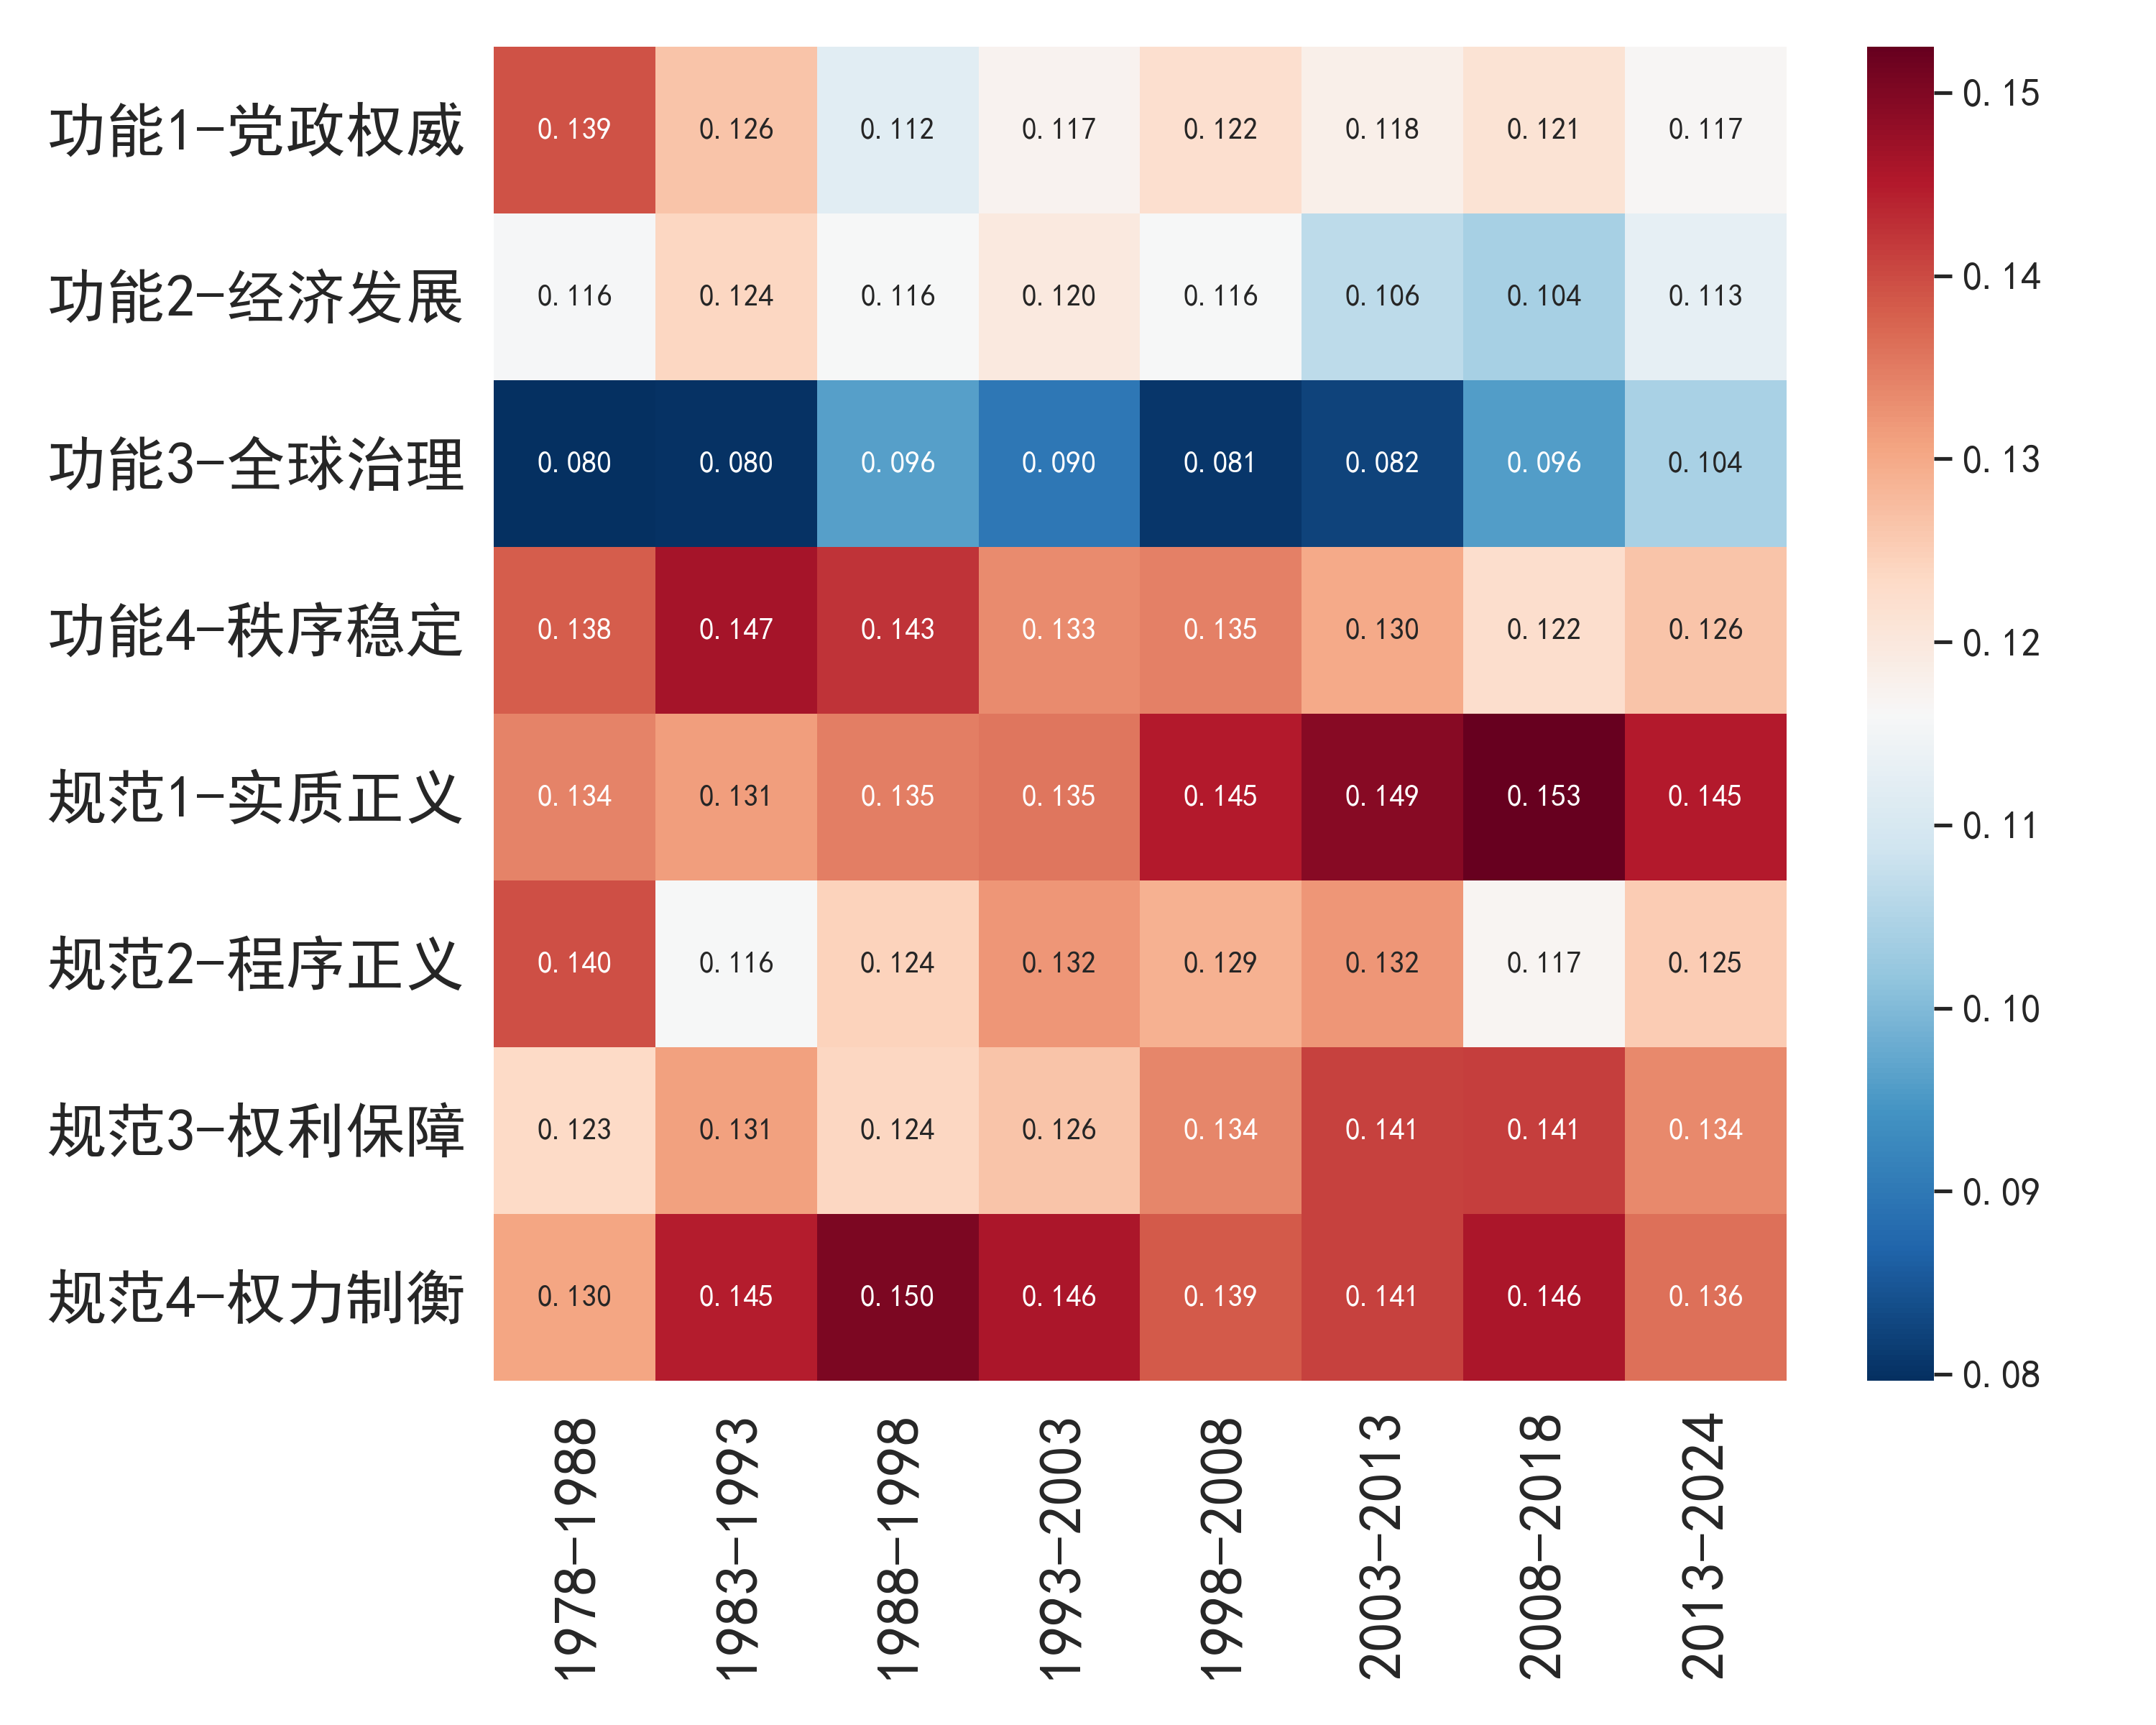 功能1-党政权威 0.139 0.126 0.112 0.117 0.122 0.118 0.121 0.117
功能2-经济发展 0.116 0.124 0.116 0.120 0.116 0.106 0.104 0.113
功能3-全球治理 0.080 0.080 0.096 0.090 0.081 0.082 0.096 0.104
功能4-秩序稳定 0.138 0.147 0.143 0.133 0.135 0.130 0.122 0.126
规范1-实质正义 0.134 0.131 0.135 0.135 0.145 0.149 0.153 0.145
规范2-程序正义 0.140 0.116 0.124 0.132 0.129 0.132 0.117 0.125
规范3-权利保障 0.123 0.131 0.124 0.126 0.134 0.141 0.141 0.134
规范4-权力制衡 0.130 0.145 0.150 0.146 0.139 0.141 0.146 0.136
1978-1988
1983-1993
1988-1998
1993-2003
1998-2008
2003-2013
2008-2018
2013-2024
0.15
0.14
0.13
0.12
0.11
0.10
0.09
0.08